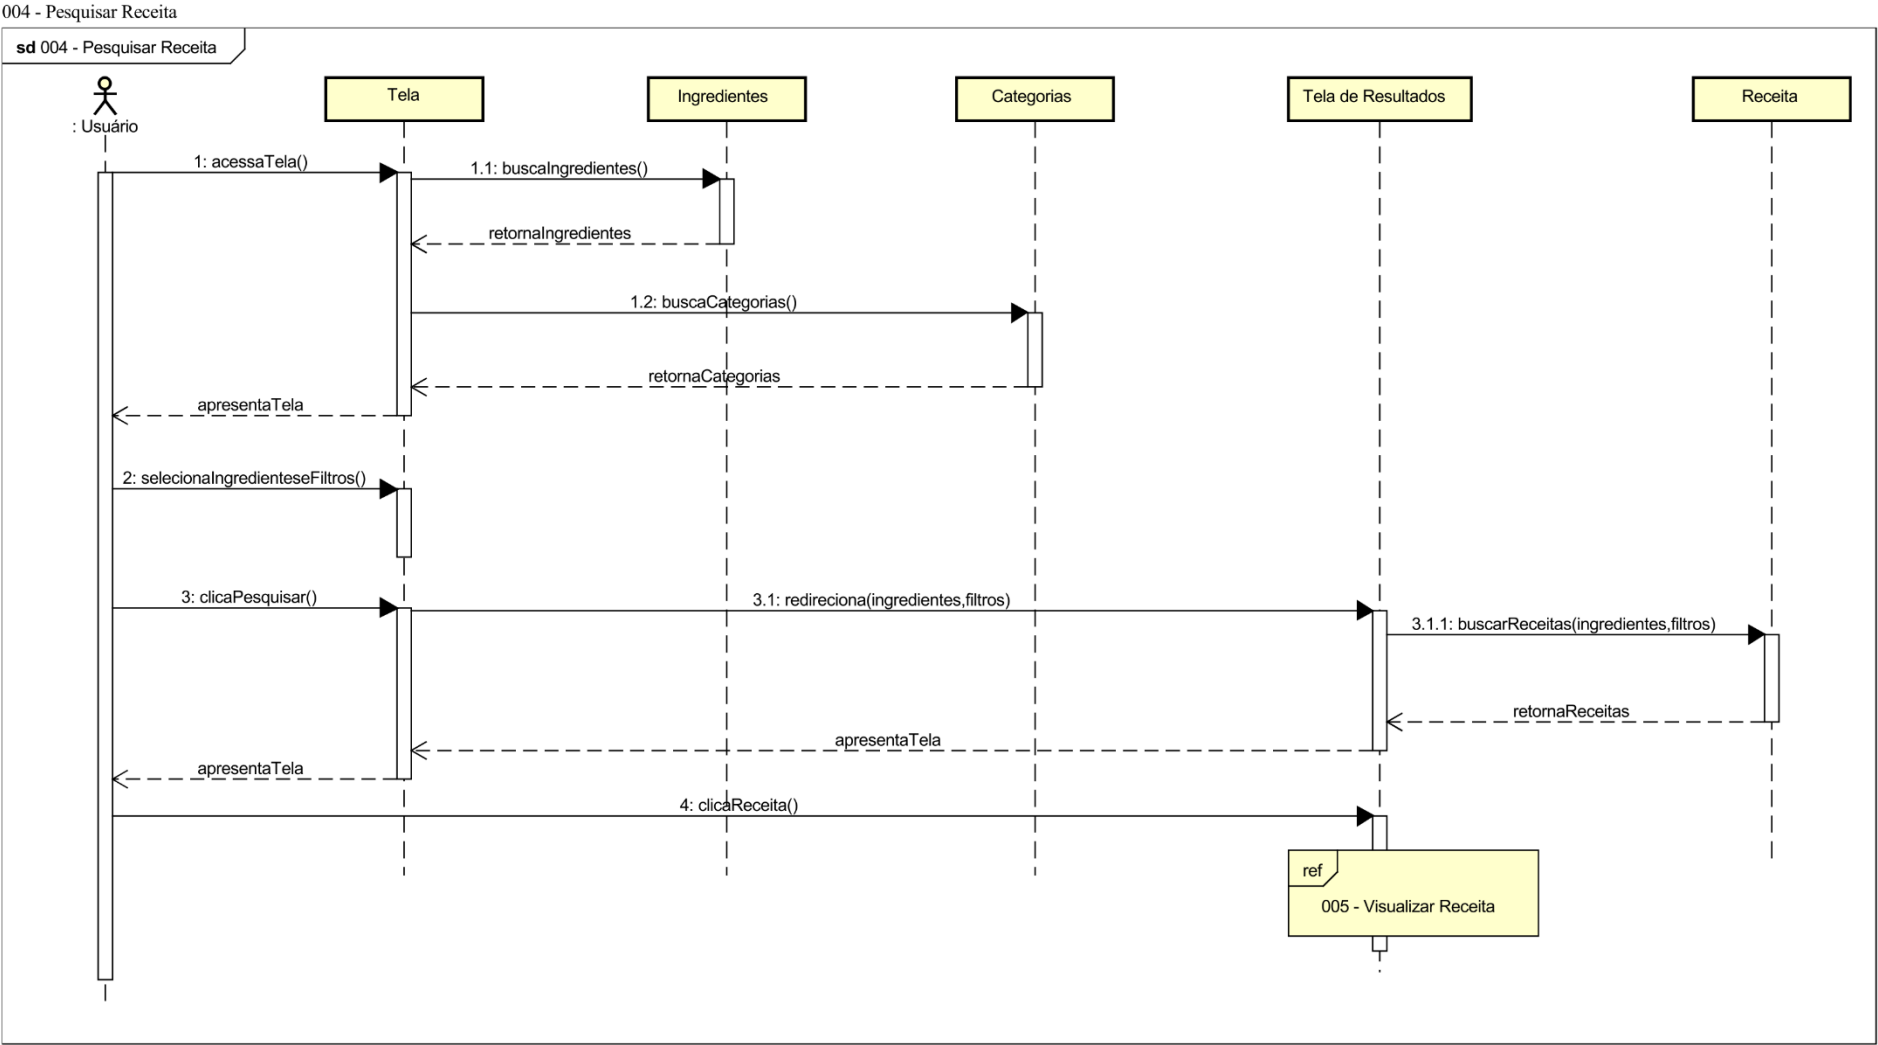 004 - Pesquisar Receita
sd 004 - Pesquisar Receita
: Usuário
Tela
Ingredientes
Categorias
Tela de Resultados
Receita
1: acessaTela()
1.1: buscaIngredientes()
retornaIngredientes
1.2: buscaCategorias()
retornaCategorias
apresentaTela
2: selecionaIngredienteseFiltros()
3: clicaPesquisar()
3.1: redireciona(ingredientes,filtros)
3.1.1: buscarReceitas(ingredientes,filtros)
retornaReceitas
apresentaTela
apresentaTela
4: clicaReceita()
ref
005 - Visualizar Receita